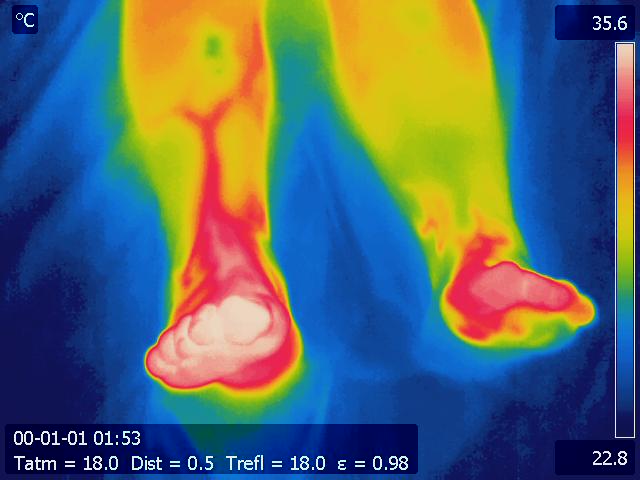 °C
35.6
22.8
00-01-01 01:53
Tatm = 18.0 Dist = 0.5 Trefl = 18.0 ε = 0.98